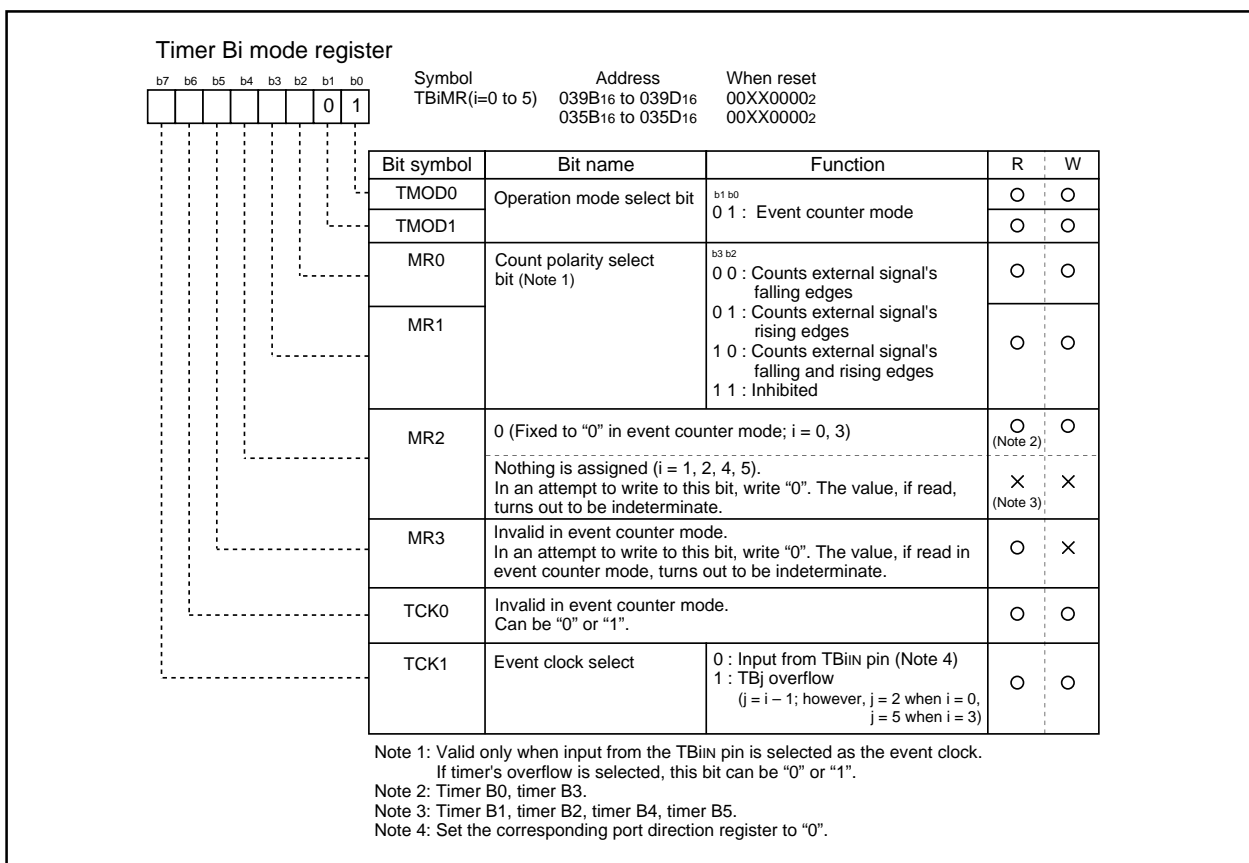 Timer Bi mode register
b7 b6 b5 b4 b3 b2 b1 b0
0 1
Symbol Address When reset
TBiMR(i=0 to 5) 039B16 to 039D16 00XX00002
035B16 to 035D16 00XX00002
Bit symbol Bit name Function R W
TMOD0 Operation mode select bit b1 b0
0 1 : Event counter mode
TMOD1
MR0 Count polarity select
bit (Note 1)
b3 b2
0 0 : Counts external signal's
falling edges
0 1 : Counts external signal's
rising edges
1 0 : Counts external signal's
falling and rising edges
1 1 : Inhibited
MR1
MR2 0 (Fixed to “0” in event counter mode; i = 0, 3)
(Note 2)
Nothing is assigned (i = 1, 2, 4, 5).
In an attempt to write to this bit, write “0”. The value, if read,
turns out to be indeterminate.
(Note 3)
MR3 Invalid in event counter mode.
In an attempt to write to this bit, write “0”. The value, if read in
event counter mode, turns out to be indeterminate.
TCK0 Invalid in event counter mode.
Can be “0” or “1”.
TCK1 Event clock select 0 : Input from TBiIN pin (Note 4)
1 : TBj overflow
(j = i – 1; however, j = 2 when i = 0,
j = 5 when i = 3)
Note 1: Valid only when input from the TBiIN pin is selected as the event clock.
If timer's overflow is selected, this bit can be “0” or “1”.
Note 2: Timer B0, timer B3.
Note 3: Timer B1, timer B2, timer B4, timer B5.
Note 4: Set the corresponding port direction register to “0”.